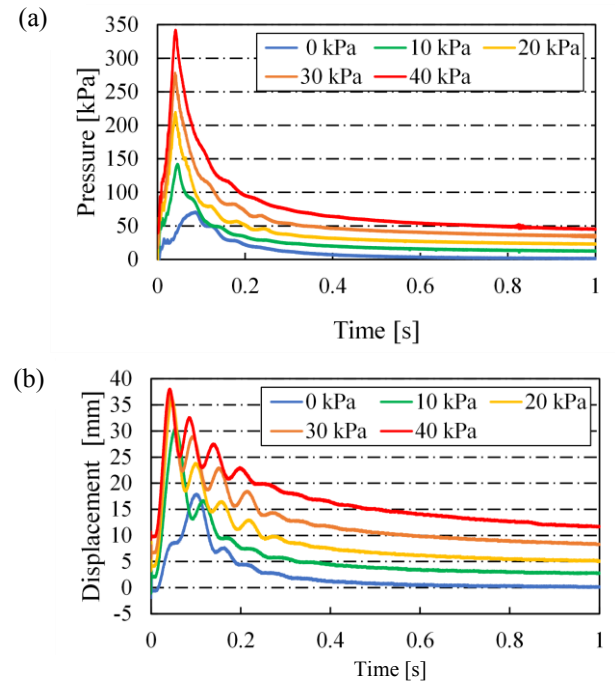 (a)
350
300
250
200
150
100
50
0
Pressure [kPa]
0 kPa 10 kPa 20 kPa
30 kPa 40 kPa
0 0.2 0.4 0.6 0.8 1
Time [s]
(b)
40
35
30
25
20
15
10
5
0
-5
Displacement [mm]
0 kPa 10 kPa 20 kPa
30 kPa 40 kPa
0 0.2 0.4 0.6 0.8 1
Time [s]